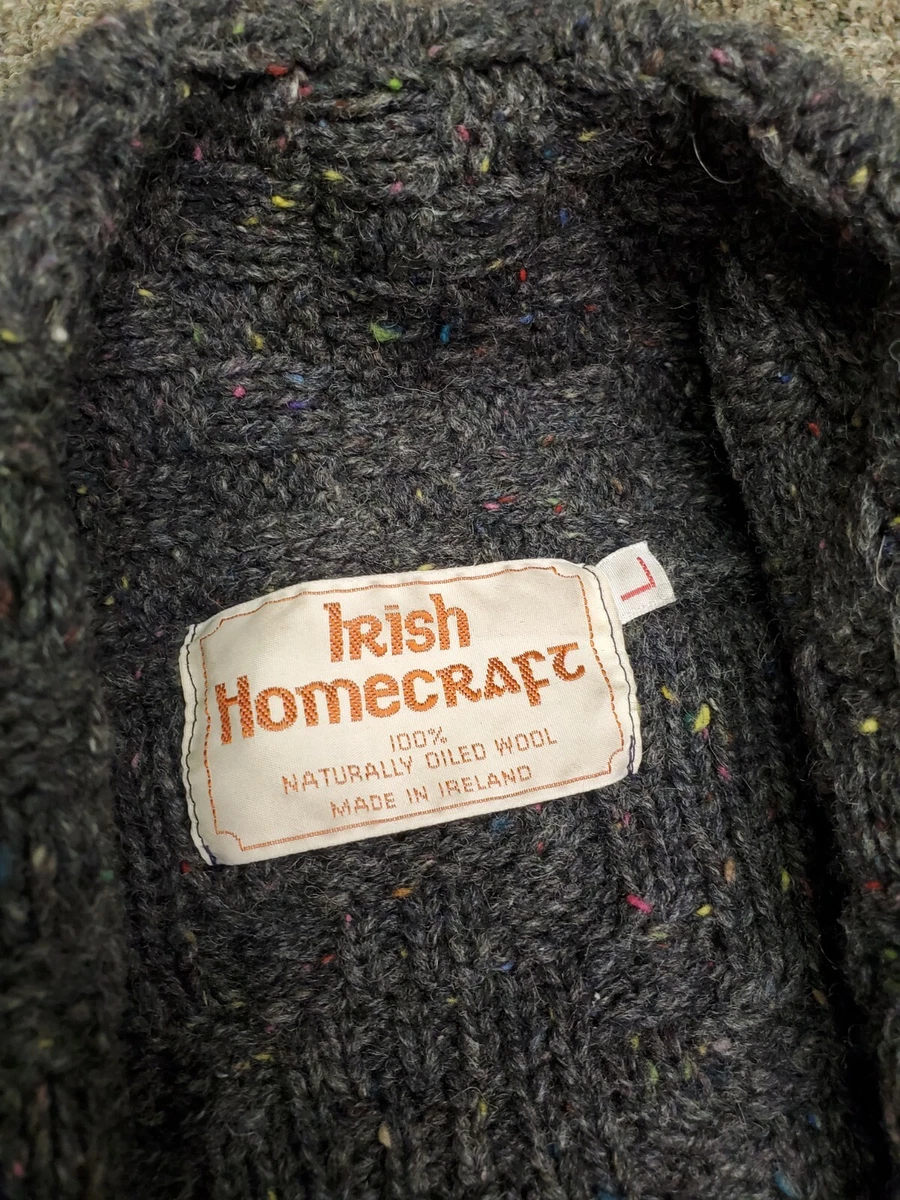 Irish
Homecraft
100%
NATURALLY OILED WOOL
MADE IN IRELAND
L